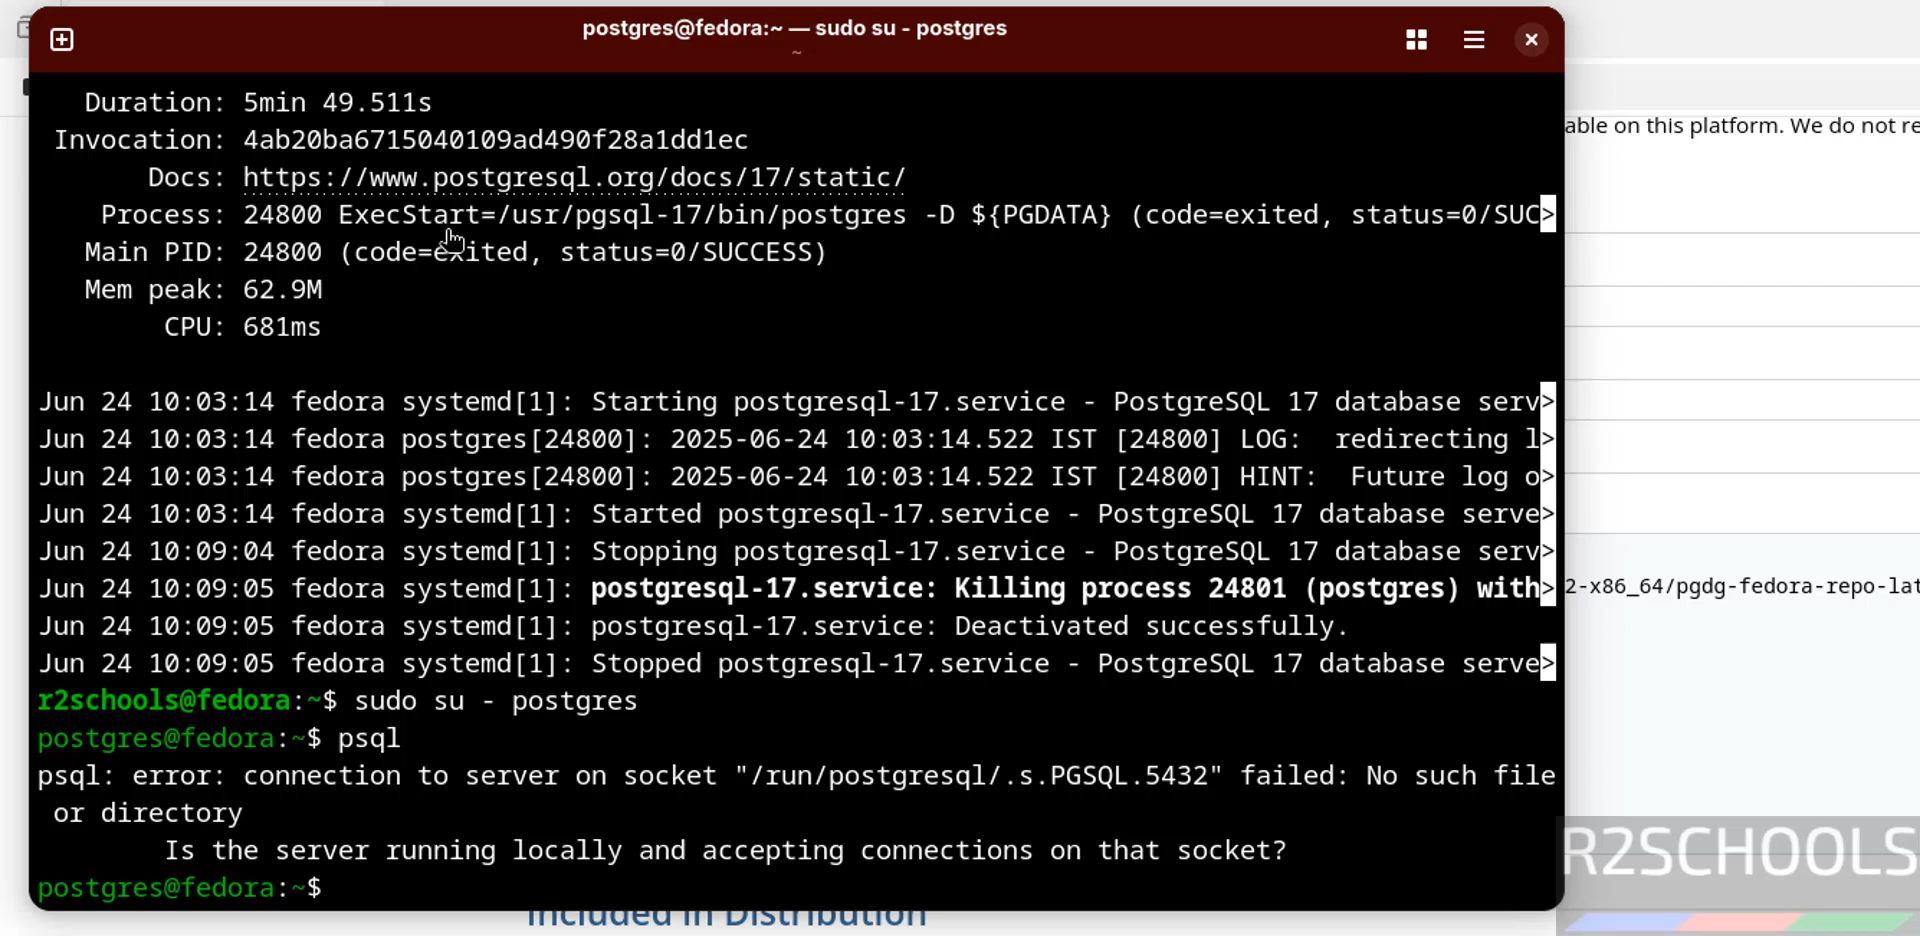 postgres@fedora:~ — sudo su - postgres
~
Duration: 5min 49.511s
Invocation: 4ab20ba6715040109ad490f28a1dd1ec
Docs: https://www.postgresql.org/docs/17/static/
Process: 24800 ExecStart=/usr/pgsql-17/bin/postgres -D ${PGDATA} (code=exited, status=0/SUC>
Main PID: 24800 (code=exited, status=0/SUCCESS)
Mem peak: 62.9M
CPU: 681ms
Jun 24 10:03:14 fedora systemd[1]: Starting postgresql-17.service - PostgreSQL 17 database serv>
Jun 24 10:03:14 fedora postgres[24800]: 2025-06-24 10:03:14.522 IST [24800] LOG:  redirecting l>
Jun 24 10:03:14 fedora postgres[24800]: 2025-06-24 10:03:14.522 IST [24800] HINT:  Future log o>
Jun 24 10:03:14 fedora systemd[1]: Started postgresql-17.service - PostgreSQL 17 database serve>
Jun 24 10:09:04 fedora systemd[1]: Stopping postgresql-17.service - PostgreSQL 17 database serv>
Jun 24 10:09:05 fedora systemd[1]: postgresql-17.service: Killing process 24801 (postgres) with>
Jun 24 10:09:05 fedora systemd[1]: postgresql-17.service: Deactivated successfully.
Jun 24 10:09:05 fedora systemd[1]: Stopped postgresql-17.service - PostgreSQL 17 database serve>
r2schools@fedora:~$ sudo su - postgres
postgres@fedora:~$ psql
psql: error: connection to server on socket "/run/postgresql/.s.PGSQL.5432" failed: No such file
or directory
Is the server running locally and accepting connections on that socket?
postgres@fedora:~$
able on this platform. We do not re
2-x86_64/pgdg-fedora-repo-lat
R2SCHOOLS
Included in Distribution